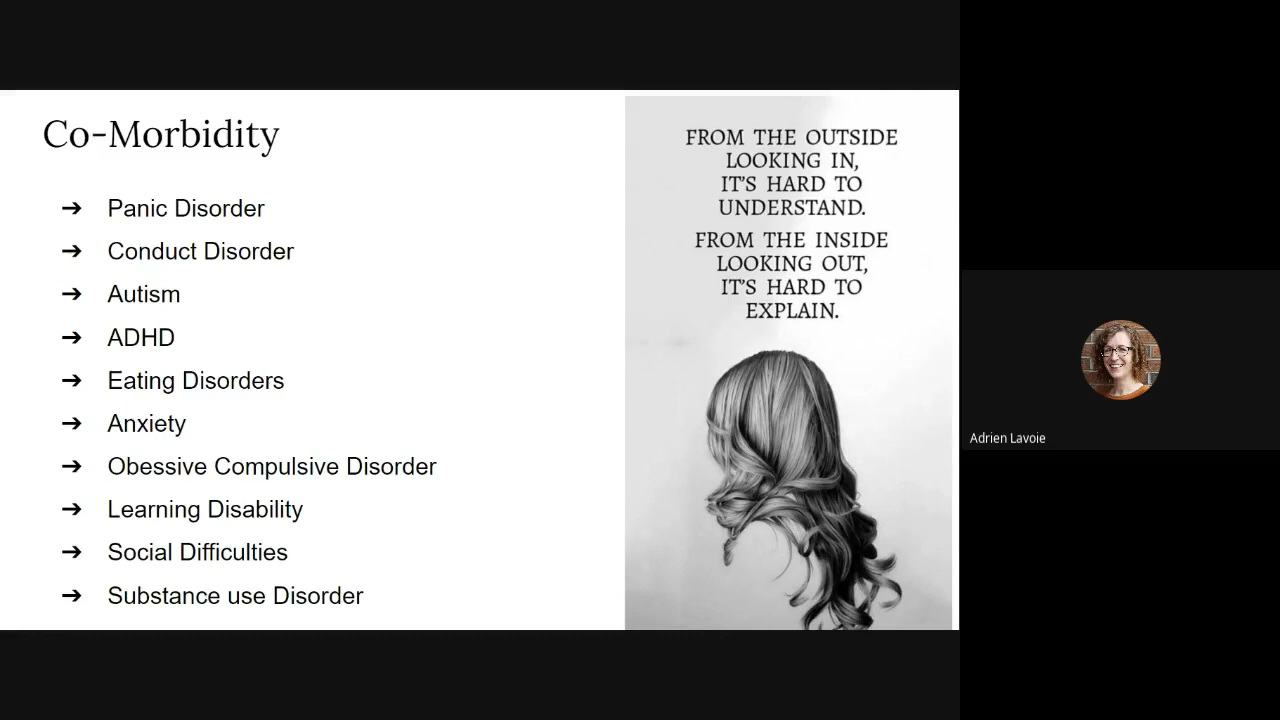 Co-Morbidity
➔ Panic Disorder
➔ Conduct Disorder
➔ Autism
➔ ADHD
➔ Eating Disorders
➔ Anxiety
➔ Obessive Compulsive Disorder
➔ Learning Disability
➔ Social Difficulties
➔ Substance use Disorder
FROM THE OUTSIDE
LOOKING IN,
IT'S HARD TO
UNDERSTAND.
FROM THE INSIDE
LOOKING OUT,
IT'S HARD TO
EXPLAIN.
Adrien Lavoie